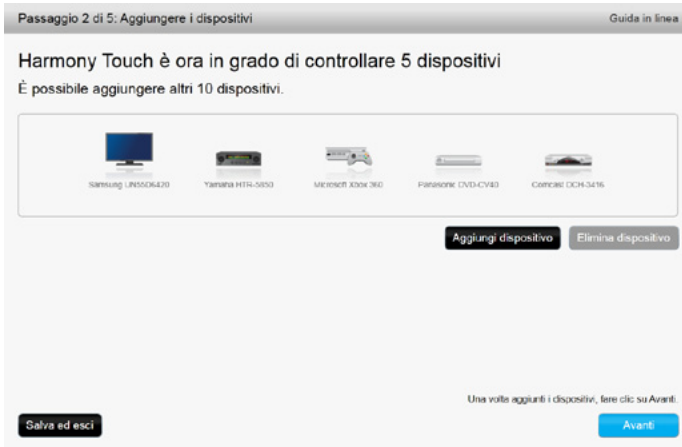 Passaggio 2 di 5: Aggiungere i dispositivi
Guida in linea
Harmony Touch è ora in grado di controllare 5 dispositivi
È possibile aggiungere altri 10 dispositivi.
Samsung UN55D6420
Yamaha HTR-5850
Microsoft Xbox 360
Panasonic DVD-CV40
Comcast DCH-3416
Aggiungi dispositivo
Elimina dispositivo
Una volta aggiunti i dispositivi, fare clic su Avanti.
Salva ed esci
Avanti